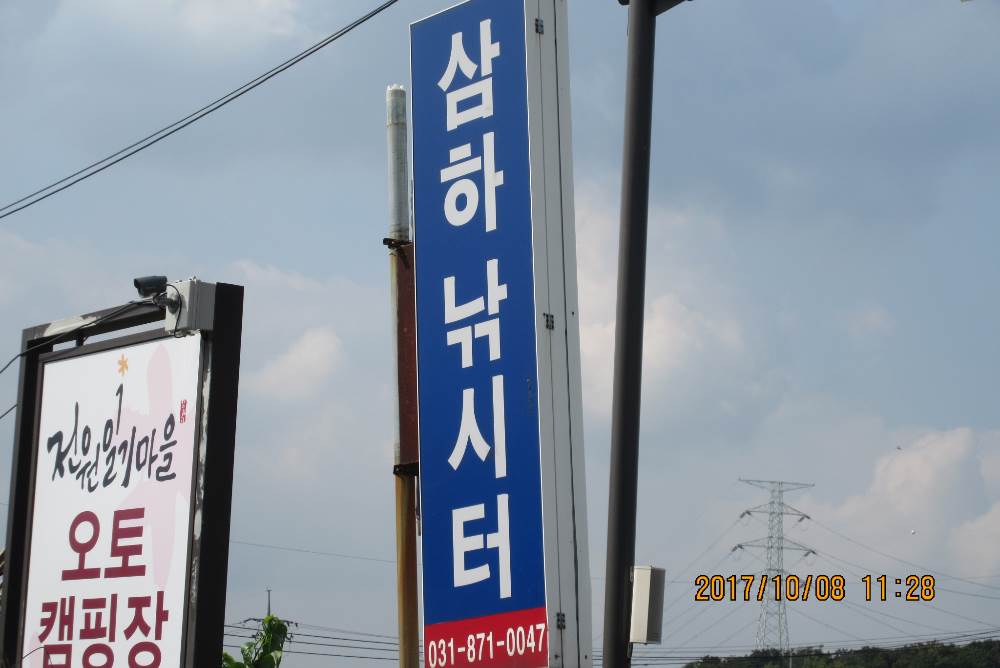 전원일기마을
오토
캠핑장
삼하낚시터
031-871-0047
2017/10/08 11:28